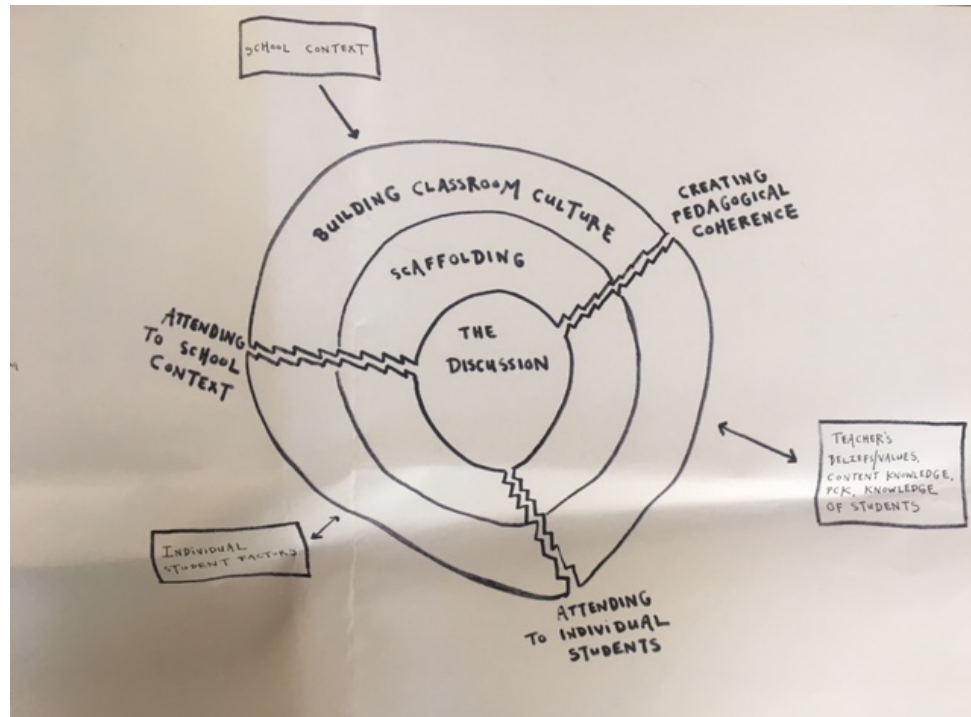 SCHOOL CONTEXT
BUILDING CLASSROOM CULTURE
CREATING
PEDAGOGICAL
COHERENCE
SCAFFOLDING
THE
DISCUSSION
ATTENDING
TO SCHOOL
CONTEXT
TEACHER'S
BELIEFS/VALUES,
CONTENT KNOWLEDGE,
PCK, KNOWLEDGE
OF STUDENTS
INDIVIDUAL
STUDENT FACTORS
ATTENDING
TO INDIVIDUAL
STUDENTS